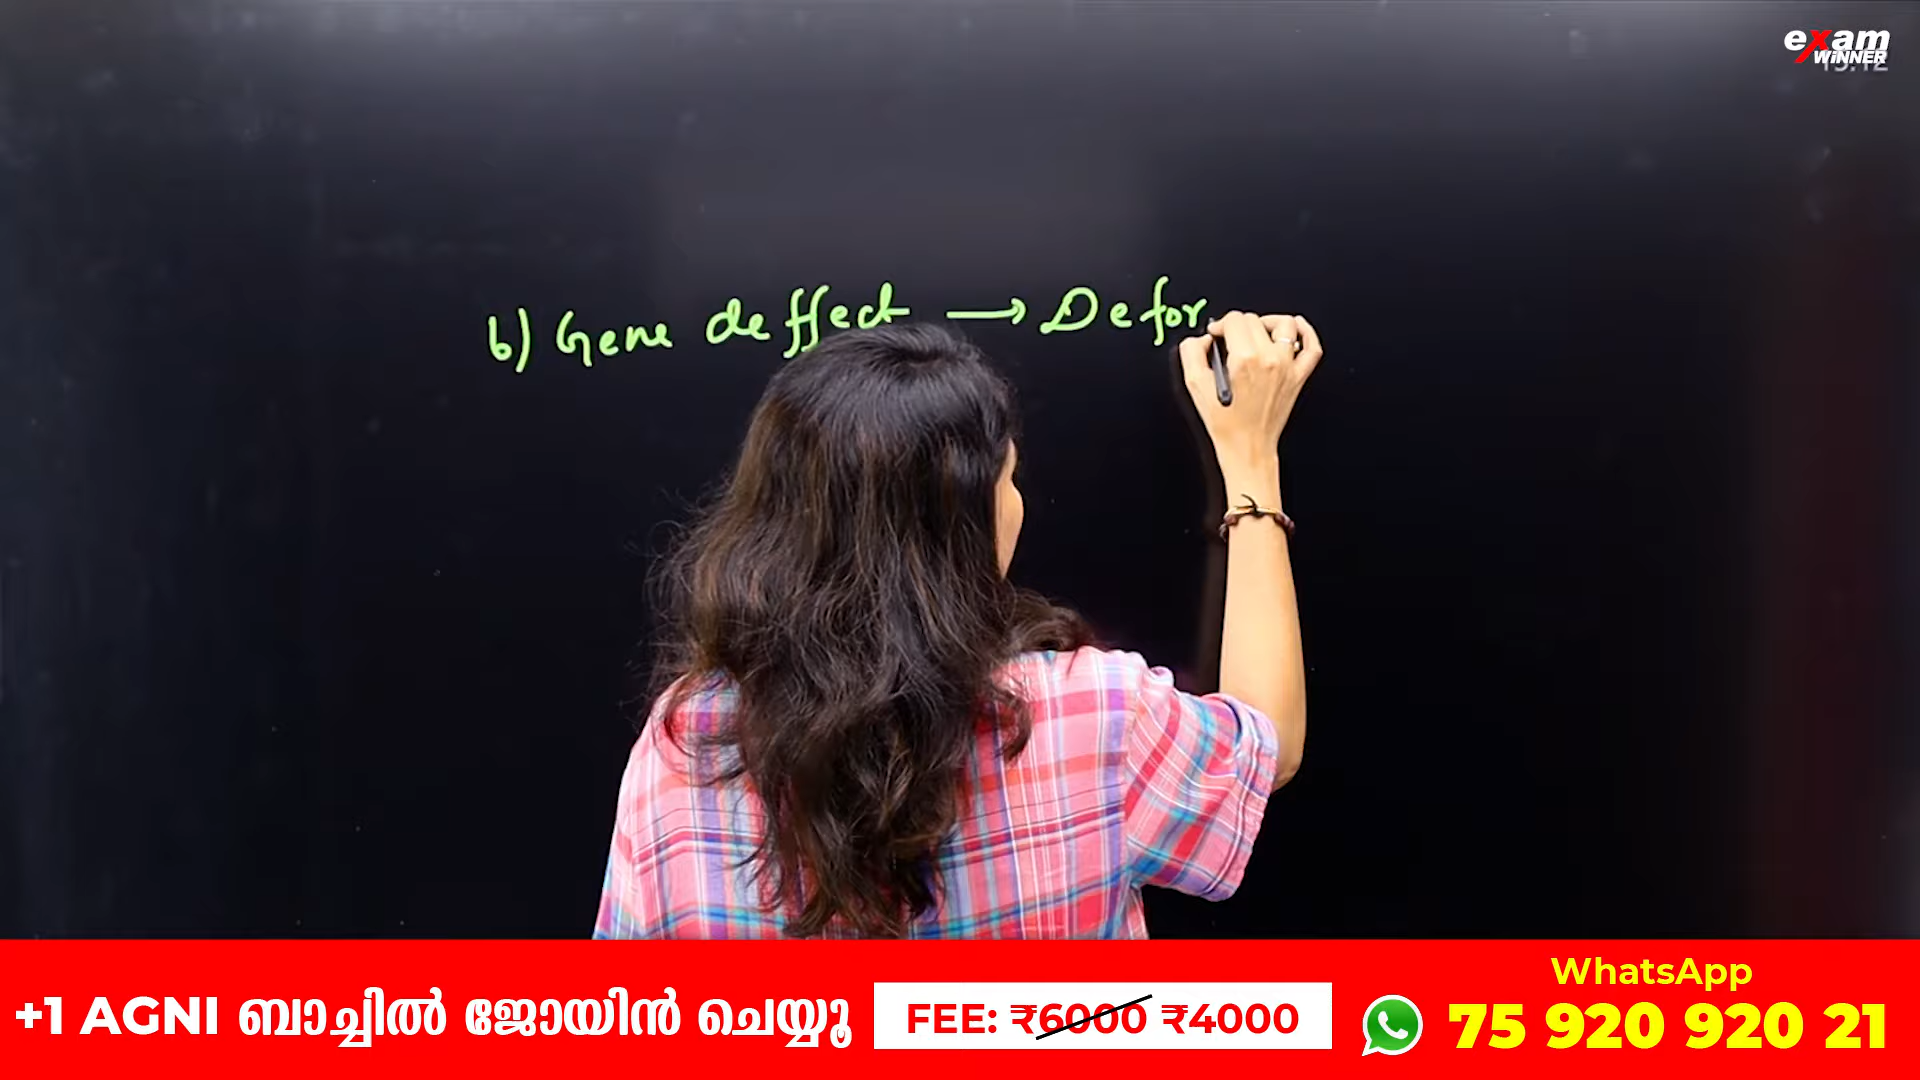 exam
WINNER
b) Gene deffect → Defor
WhatsApp
+1 AGNI ബാച്ചിൽ ജോയിൻ ചെയ്യൂ FEE: ₹6000 ₹4000 75 920 920 21